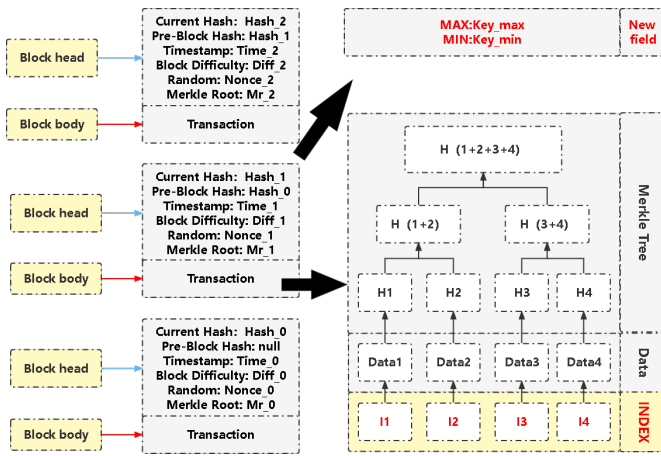 Block head
Current Hash: Hash_2
Pre-Block Hash: Hash_1
Timestamp: Time_2
Block Difficulty: Diff_2
Random: Nonce_2
Merkle Root: Mr_2
Block body
Transaction
Block head
Current Hash: Hash_1
Pre-Block Hash: Hash_0
Timestamp: Time_1
Block Difficulty: Diff_1
Random: Nonce_1
Merkle Root: Mr_1
Block body
Transaction
Block head
Current Hash: Hash_0
Pre-Block Hash: null
Timestamp: Time_0
Block Difficulty: Diff_0
Random: Nonce_0
Merkle Root: Mr_0
Block body
Transaction
MAX:Key_max
MIN:Key_min
New
field
H (1+2+3+4)
H (1+2)
H (3+4)
H1
H2
H3
H4
Merkle Tree
Data1
Data2
Data3
Data4
Data
I1
I2
I3
I4
INDEX